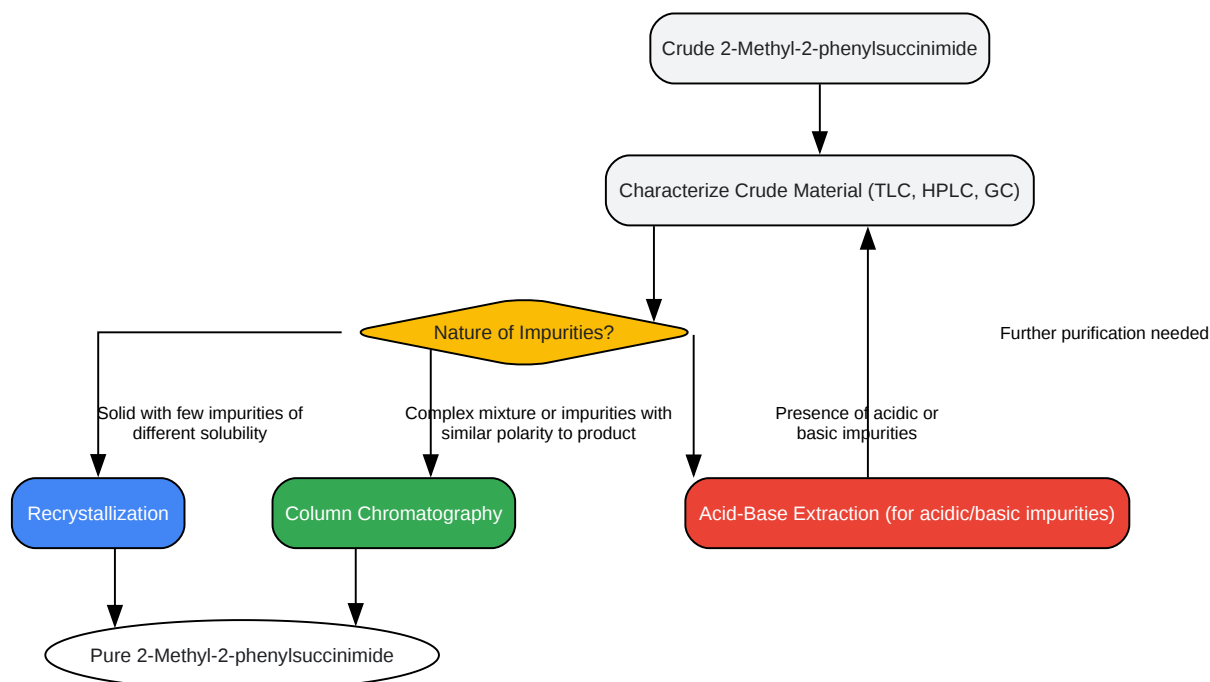 Crude 2-Methyl-2-phenylsuccinimide
Characterize Crude Material (TLC, HPLC, GC)
Nature of Impurities?
Further purification needed
Solid with few impurities of
different solubility
Complex mixture or impurities with
similar polarity to product
Presence of acidic or
basic impurities
Recrystallization
Column Chromatography
Acid-Base Extraction (for acidic/basic impurities)
Pure 2-Methyl-2-phenylsuccinimide